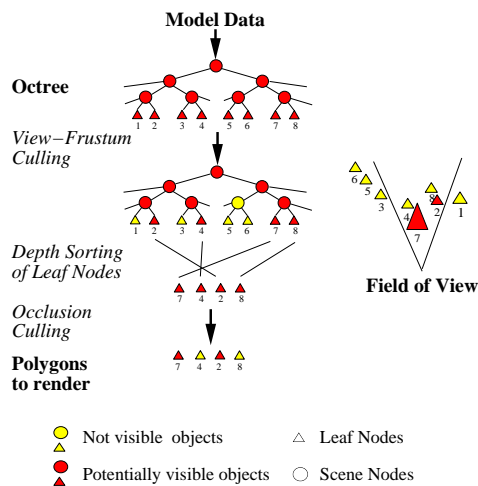 Model Data
Octree
1 2 3 4 5 6 7 8
View-Frustum
Culling
1 2 3 4 5 6 7 8
Depth Sorting
of Leaf Nodes
7 4 2 8
Occlusion
Culling
Polygons
to render
7 4 2 8
6
5
3
4
7
8
2
1
Field of View
Not visible objects
Leaf Nodes
Potentially visible objects
Scene Nodes